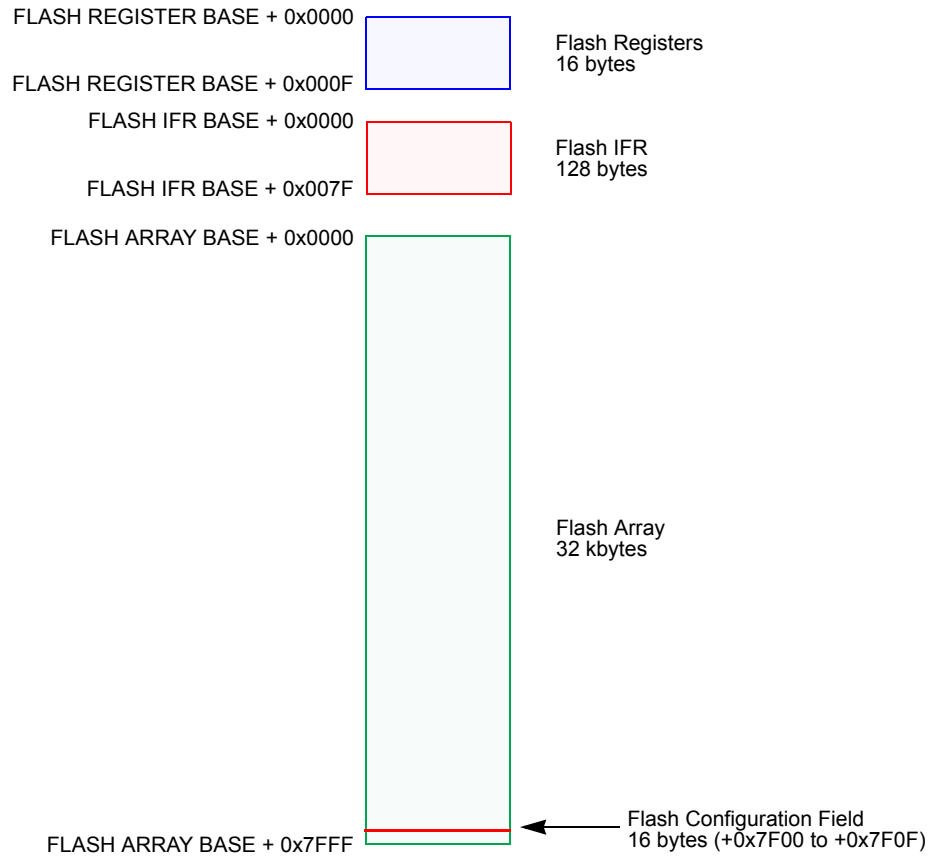 FLASH REGISTER BASE + 0x0000
Flash Registers
16 bytes
FLASH REGISTER BASE + 0x000F
FLASH IFR BASE + 0x0000
Flash IFR
128 bytes
FLASH IFR BASE + 0x007F
FLASH ARRAY BASE + 0x0000
Flash Array
32 kbytes
Flash Configuration Field
16 bytes (+0x7F00 to +0x7F0F)
FLASH ARRAY BASE + 0x7FFF